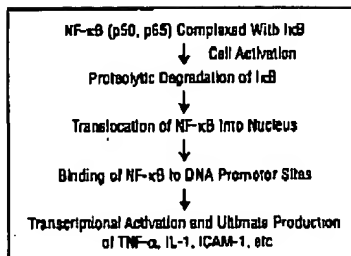 NF-κB (p50, p65) Complexed With IκB
Cell Activation
Proteolytic Degradation of IκB
Translocation of NF-κB Into Nucleus
Binding of NF-κB to DNA Promotor Sites
Transcriptional Activation and Ultimate Production
of TNF-α, IL-1, ICAM-1, etc